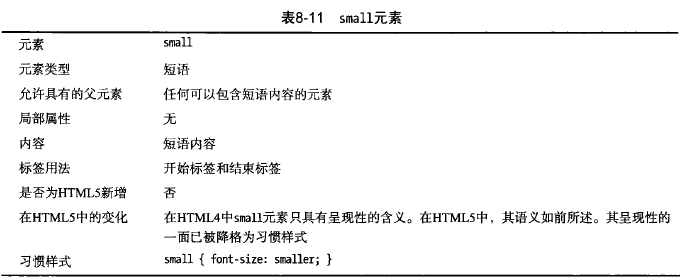 表8-11 small元素
元素 small
元素类型 短语
允许具有的父元素 任何可以包含短语内容的元素
局部属性 无
内容 短语内容
标签用法 开始标签和结束标签
是否为HTML5新增 否
在HTML5中的变化 在HTML4中small元素只具有呈现性的含义。在HTML5中，其语义如前所述。其呈现性的
一面已被降格为习惯样式
习惯样式 small { font-size: smaller; }